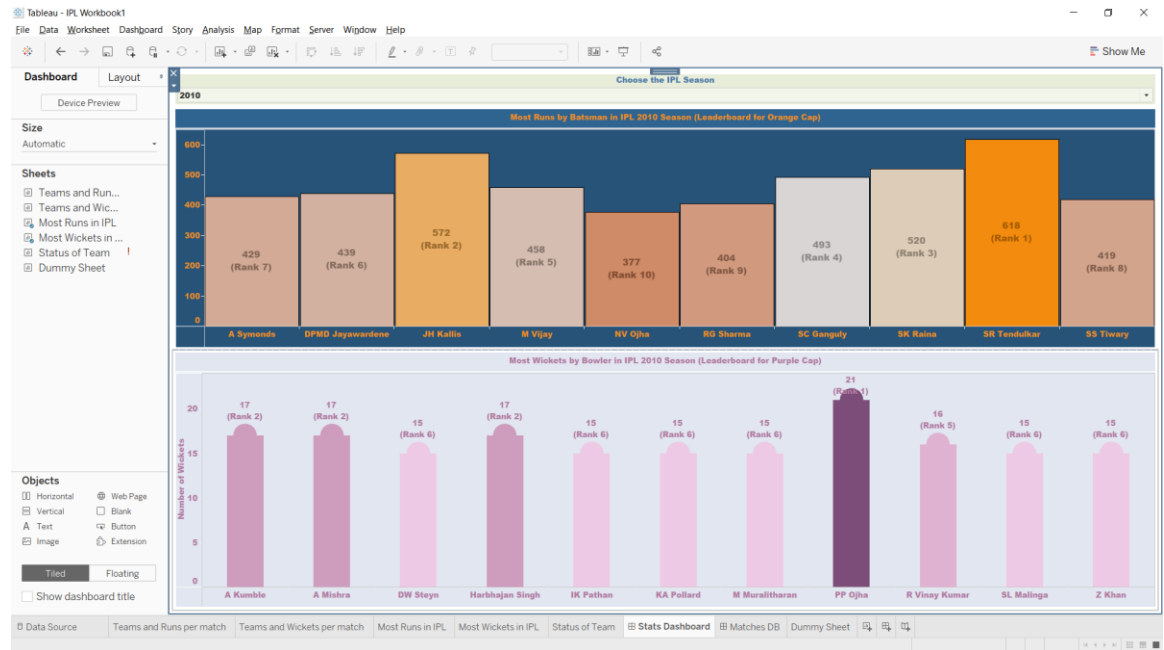 Tableau - IPL Workbook1
File Data Worksheet Dashboard Story Analysis Map Format Server Window Help
Show Me
Dashboard Layout
Device Preview
Size
Automatic
Sheets
Teams and Run...
Teams and Wic...
Most Runs in IPL
Most Wickets in ...
Status of Team !
Dummy Sheet
Objects
Horizontal Web Page
Vertical Blank
A Text Button
Image Extension
Tiled Floating
Show dashboard title
Choose the IPL Season
2010
Most Runs by Batsman in IPL 2010 Season (Leaderboard for Orange Cap)
600
500
400
300
200
100
0
429
(Rank 7)
439
(Rank 6)
572
(Rank 2)
458
(Rank 5)
377
(Rank 10)
404
(Rank 9)
493
(Rank 4)
520
(Rank 3)
618
(Rank 1)
419
(Rank 8)
A Symonds DPMD Jayawardene JH Kallis M Vijay NV Ojha RG Sharma SC Ganguly SK Raina SR Tendulkar SS Tiwary
Most Wickets by Bowler in IPL 2010 Season (Leaderboard for Purple Cap)
Number of Wickets
20
15
10
5
0
17
(Rank 2)
17
(Rank 2)
15
(Rank 6)
17
(Rank 2)
15
(Rank 6)
15
(Rank 6)
15
(Rank 6)
21
(Rank 1)
16
(Rank 5)
15
(Rank 6)
15
(Rank 6)
A Kumble A Mishra DW Steyn Harbhajan Singh IK Pathan KA Pollard M Muralitharan PP Ojha R Vinay Kumar SL Malinga Z Khan
Data Source Teams and Runs per match Teams and Wickets per match Most Runs in IPL Most Wickets in IPL Status of Team Stats Dashboard Matches DB Dummy Sheet